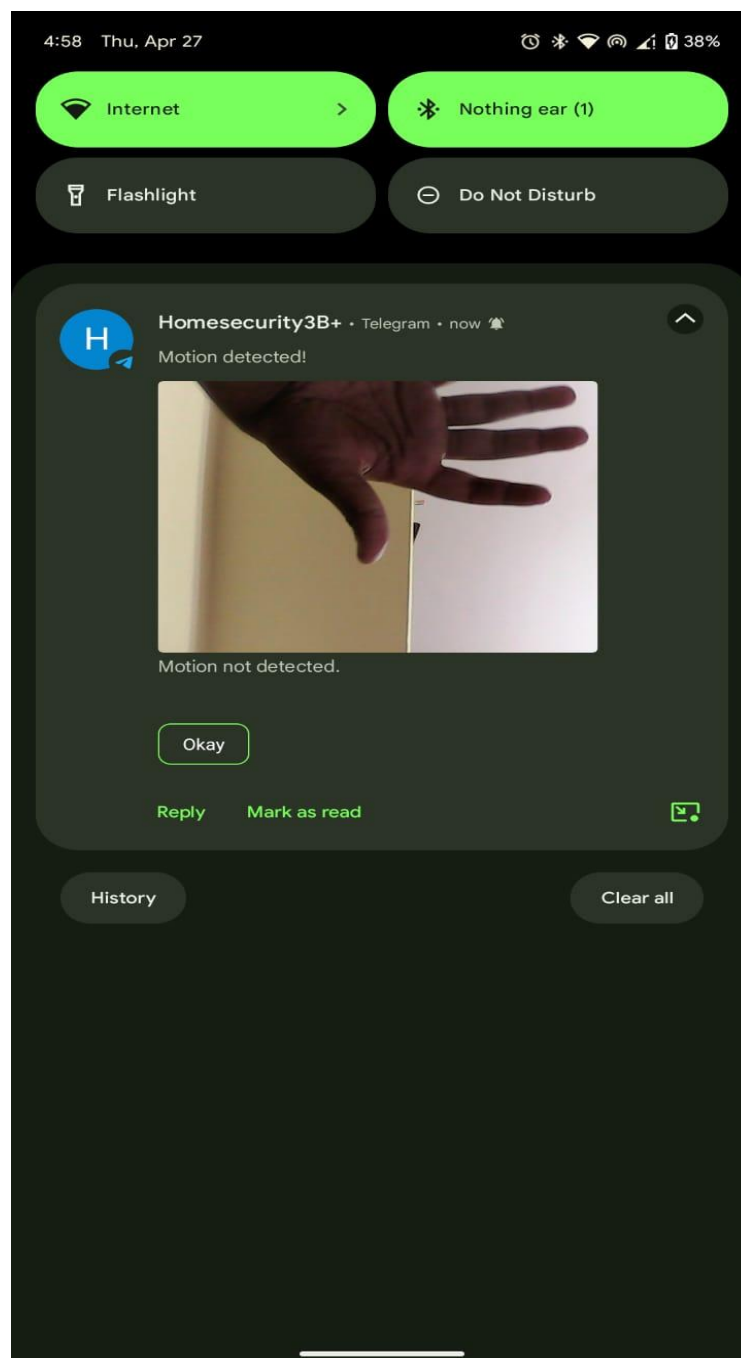 4:58 Thu, Apr 27 38%
Internet Nothing ear (1)
Flashlight Do Not Disturb
H Homesecurity3B+ • Telegram • now
Motion detected!
Motion not detected.
Okay
Reply Mark as read
History Clear all